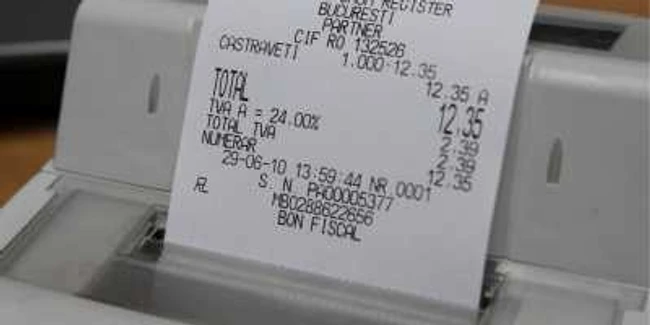 REGISTER
BUCURESTI
PARTNER
CIF RO 132526
CASTRAVETI 1.000·12.35
12.35 A
TOTAL 12.35
TVA A = 24.00% 2.39
TOTAL TVA 2.39
NUMERAR 12.35
29-06-10 13:59:44 NR 0001
S. N. PH00005377
MB0288622656
BON FISCAL